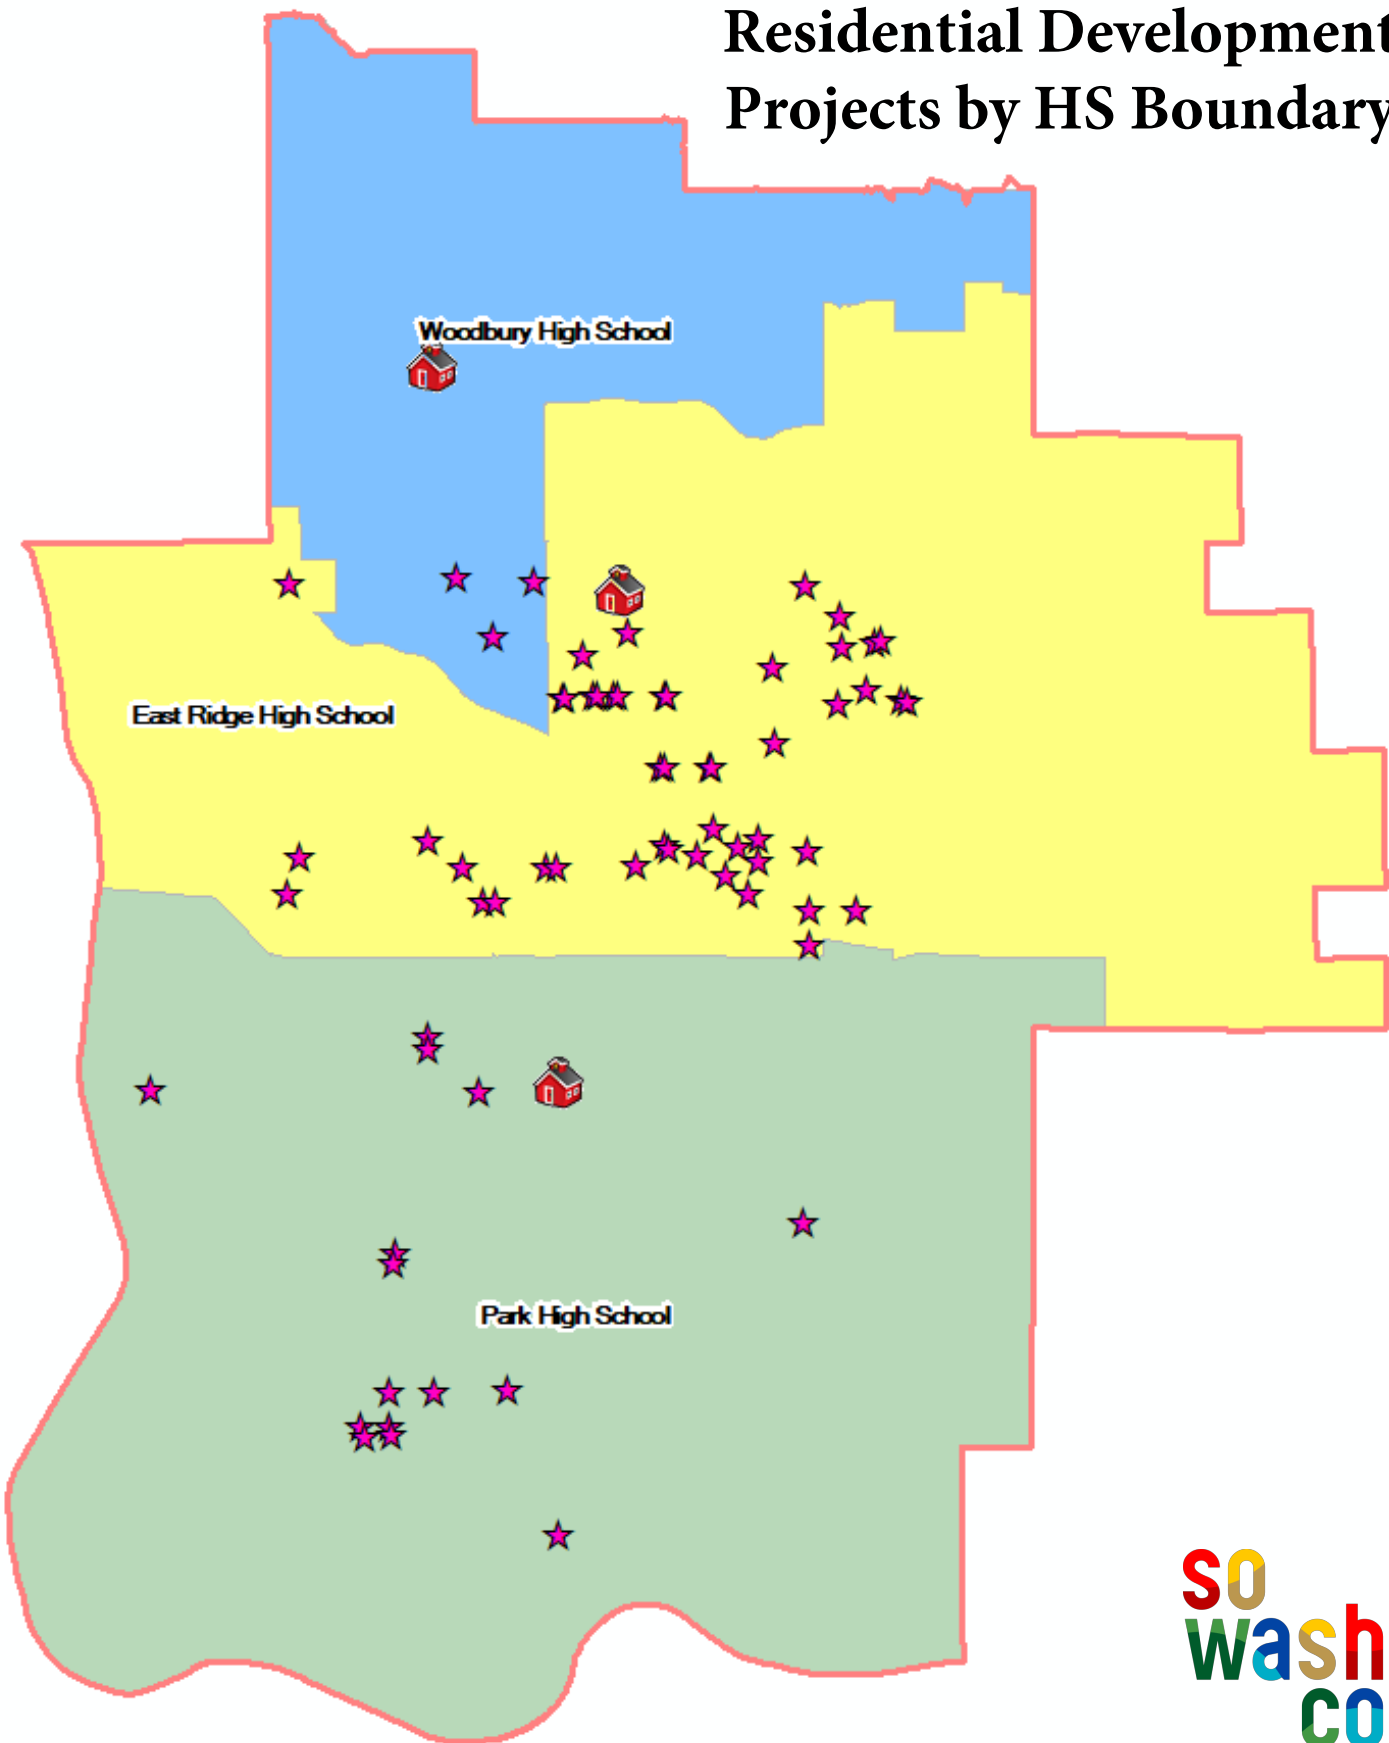 Residential Development
Projects by HS Boundary
Woodbury High School
East Ridge High School
Park High School
so
wash
co